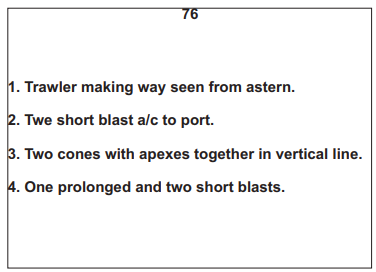 76
1. Trawler making way seen from astern.
2. Twe short blast a/c to port.
3. Two cones with apexes together in vertical line.
4. One prolonged and two short blasts.